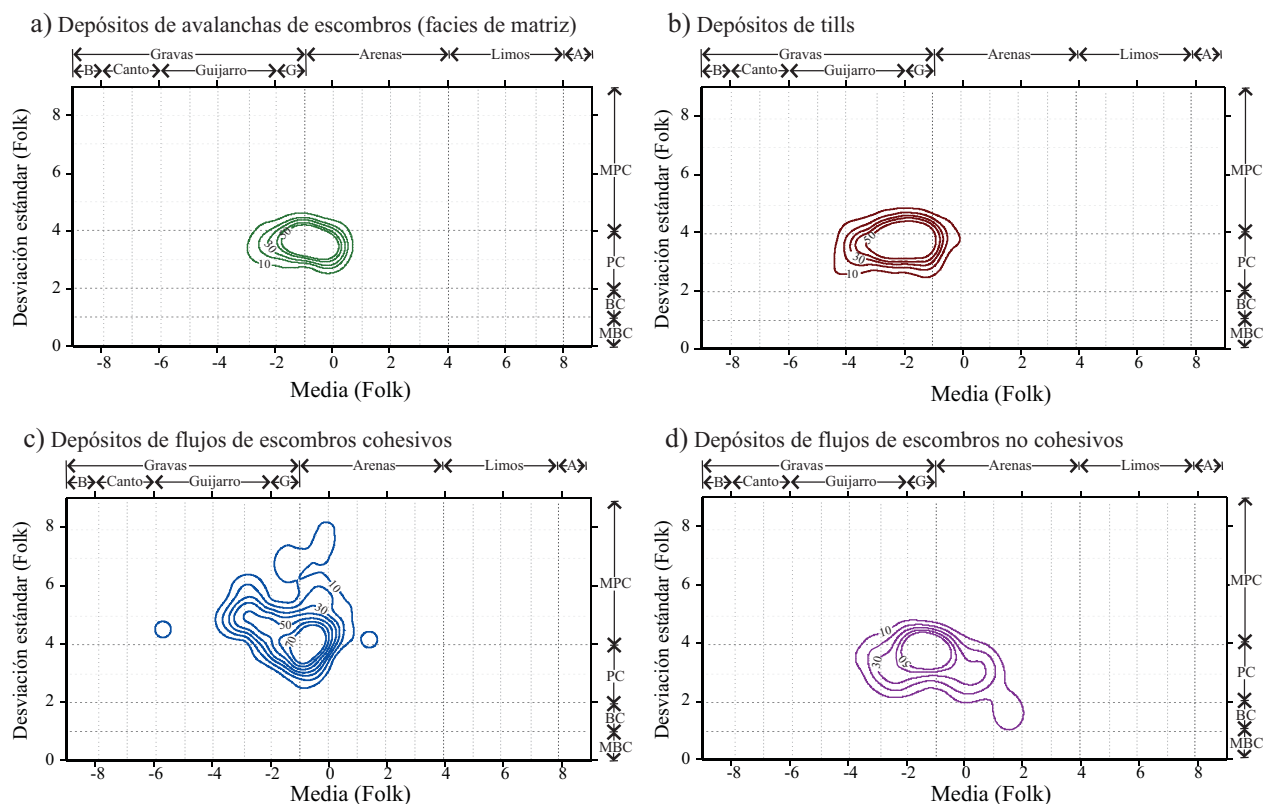 a) Depósitos de avalanchas de escombros (facies de matriz)
Gravas Arenas Limos A
B Canto Guijarro G
Desviación estándar (Folk)
8
6
4
2
0
50
30
10
MPC
PC
BC
MBC
-8 -6 -4 -2 0 2 4 6 8
Media (Folk)
b) Depósitos de tills
Gravas Arenas Limos A
B Canto Guijarro G
Desviación estándar (Folk)
8
6
4
2
0
50
30
10
MPC
PC
BC
MBC
-8 -6 -4 -2 0 2 4 6 8
Media (Folk)
c) Depósitos de flujos de escombros cohesivos
Gravas Arenas Limos A
B Canto Guijarro G
Desviación estándar (Folk)
8
6
4
2
0
10
30
50
70
MPC
PC
BC
MBC
-8 -6 -4 -2 0 2 4 6 8
Media (Folk)
d) Depósitos de flujos de escombros no cohesivos
Gravas Arenas Limos A
B Canto Guijarro G
Desviación estándar (Folk)
8
6
4
2
0
10
30
50
MPC
PC
BC
MBC
-8 -6 -4 -2 0 2 4 6 8
Media (Folk)